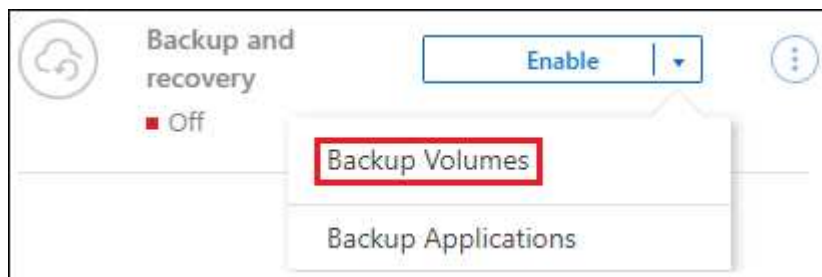 Backup and
recovery
Enable
Off
Backup Volumes
Backup Applications